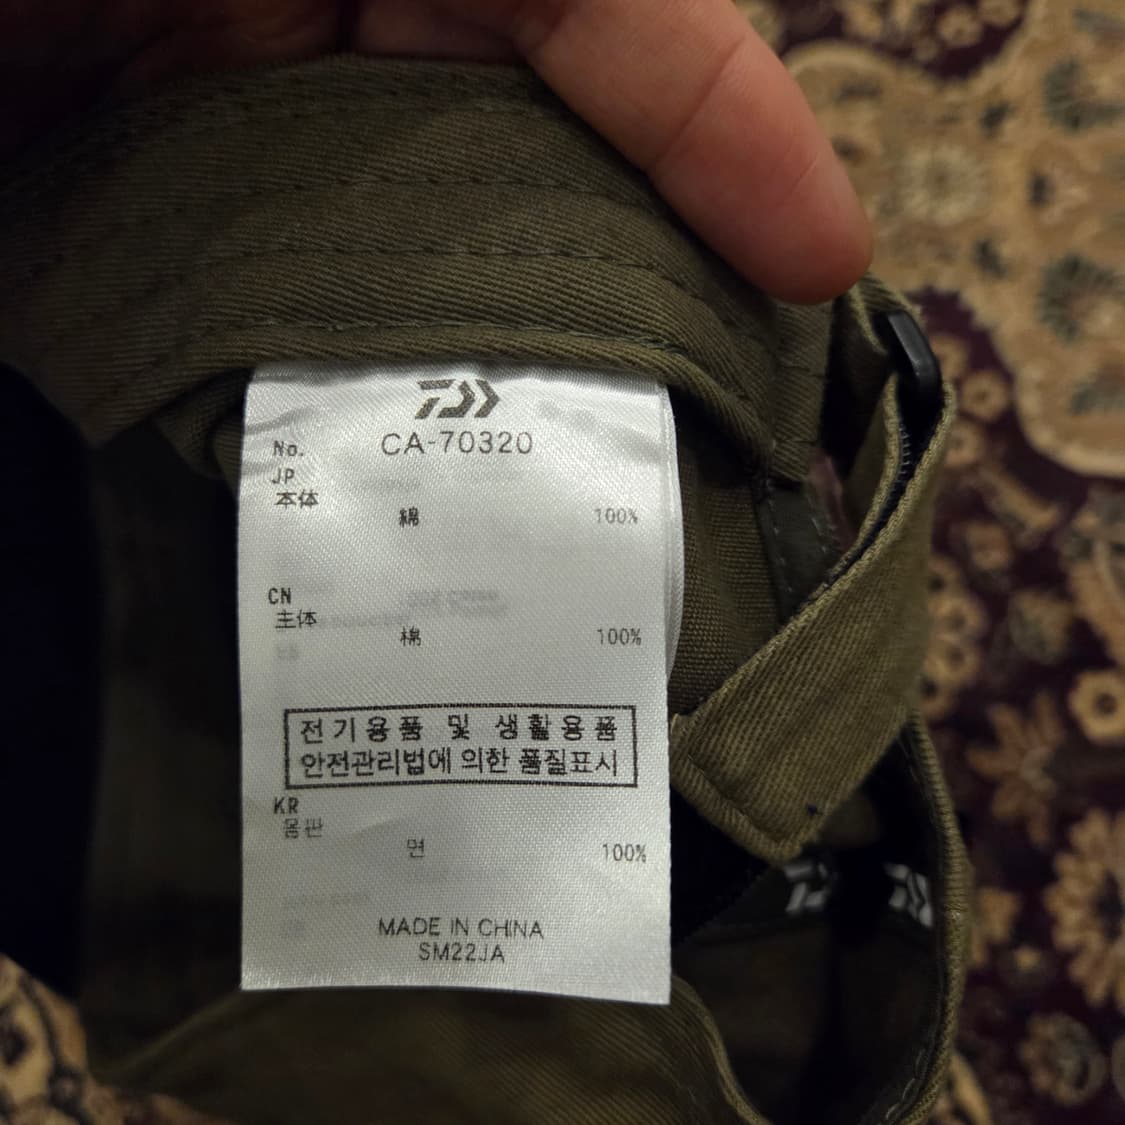 No. CA-70320
JP
本体
綿 100%
CN
主体
棉 100%
전기용품 및 생활용품
안전관리법에 의한 품질표시
KR
몸판
면 100%
MADE IN CHINA
SM22JA